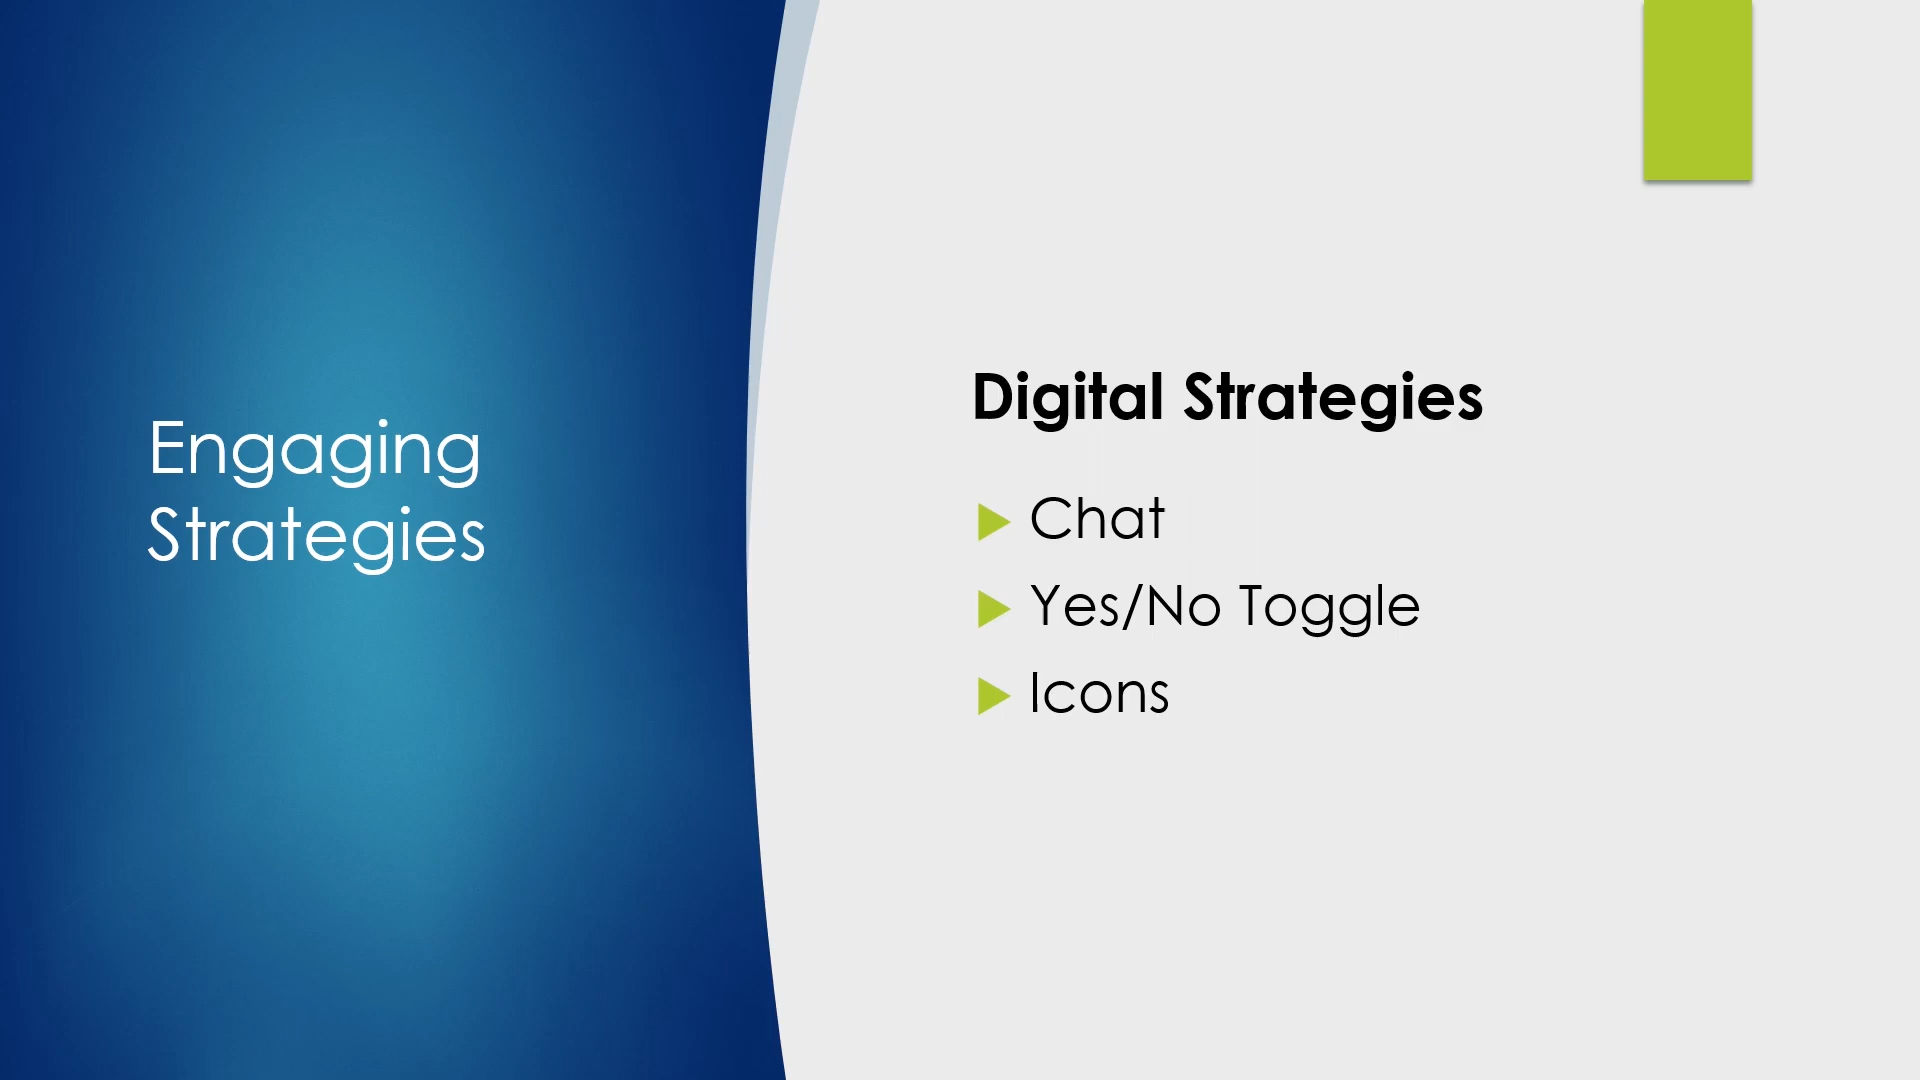 Engaging
Strategies
Digital Strategies
Chat
Yes/No Toggle
Icons